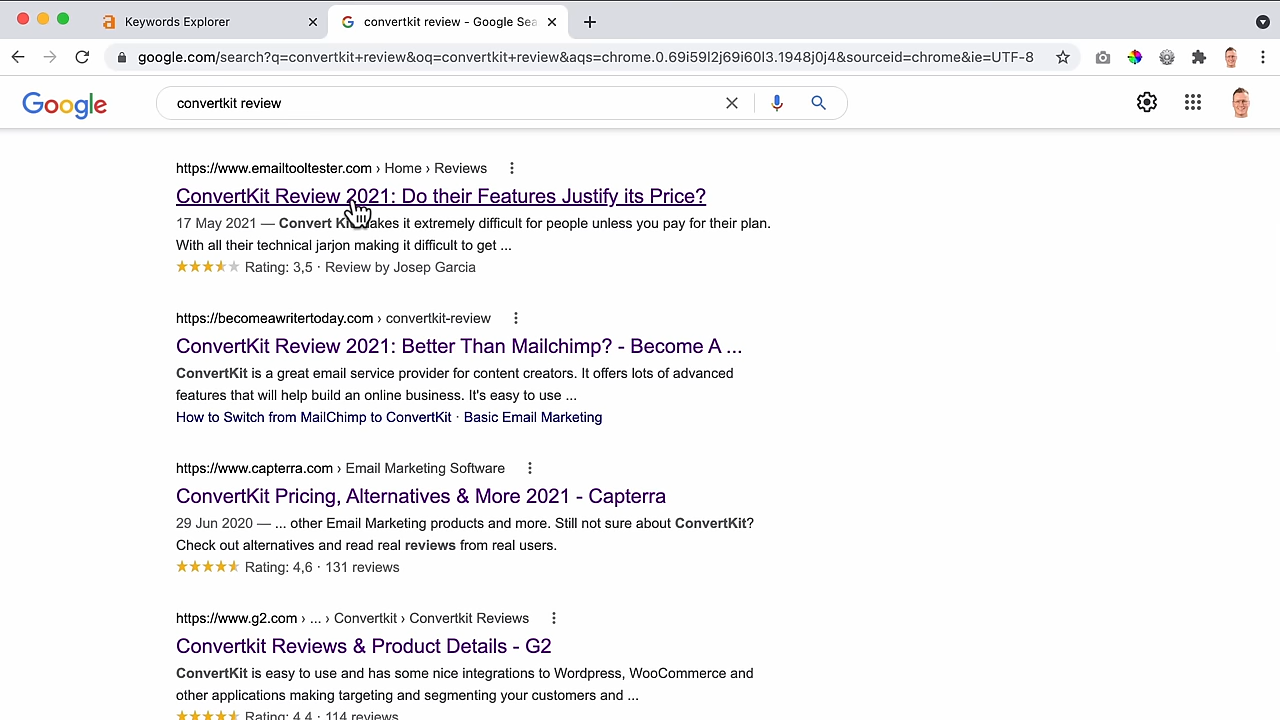 Keywords Explorer
convertkit review - Google Sea
google.com/search?q=convertkit+review&oq=convertkit+review&aqs=chrome.0.69i59l2j69i60l3.1948j0j4&sourceid=chrome&ie=UTF-8
Google
convertkit review
https://www.emailtooltester.com › Home › Reviews
ConvertKit Review 2021: Do their Features Justify its Price?
17 May 2021 — Convert Kit makes it extremely difficult for people unless you pay for their plan.
With all their technical jarjon making it difficult to get ...
Rating: 3,5 · Review by Josep Garcia
https://becomeawritertoday.com › convertkit-review
ConvertKit Review 2021: Better Than Mailchimp? - Become A ...
ConvertKit is a great email service provider for content creators. It offers lots of advanced
features that will help build an online business. It's easy to use ...
How to Switch from MailChimp to ConvertKit · Basic Email Marketing
https://www.capterra.com › Email Marketing Software
ConvertKit Pricing, Alternatives & More 2021 - Capterra
29 Jun 2020 — ... other Email Marketing products and more. Still not sure about ConvertKit?
Check out alternatives and read real reviews from real users.
Rating: 4,6 · 131 reviews
https://www.g2.com › ... › Convertkit › Convertkit Reviews
Convertkit Reviews & Product Details - G2
ConvertKit is easy to use and has some nice integrations to Wordpress, WooCommerce and
other applications making targeting and segmenting your customers and ...
Rating: 4,4 · 114 reviews